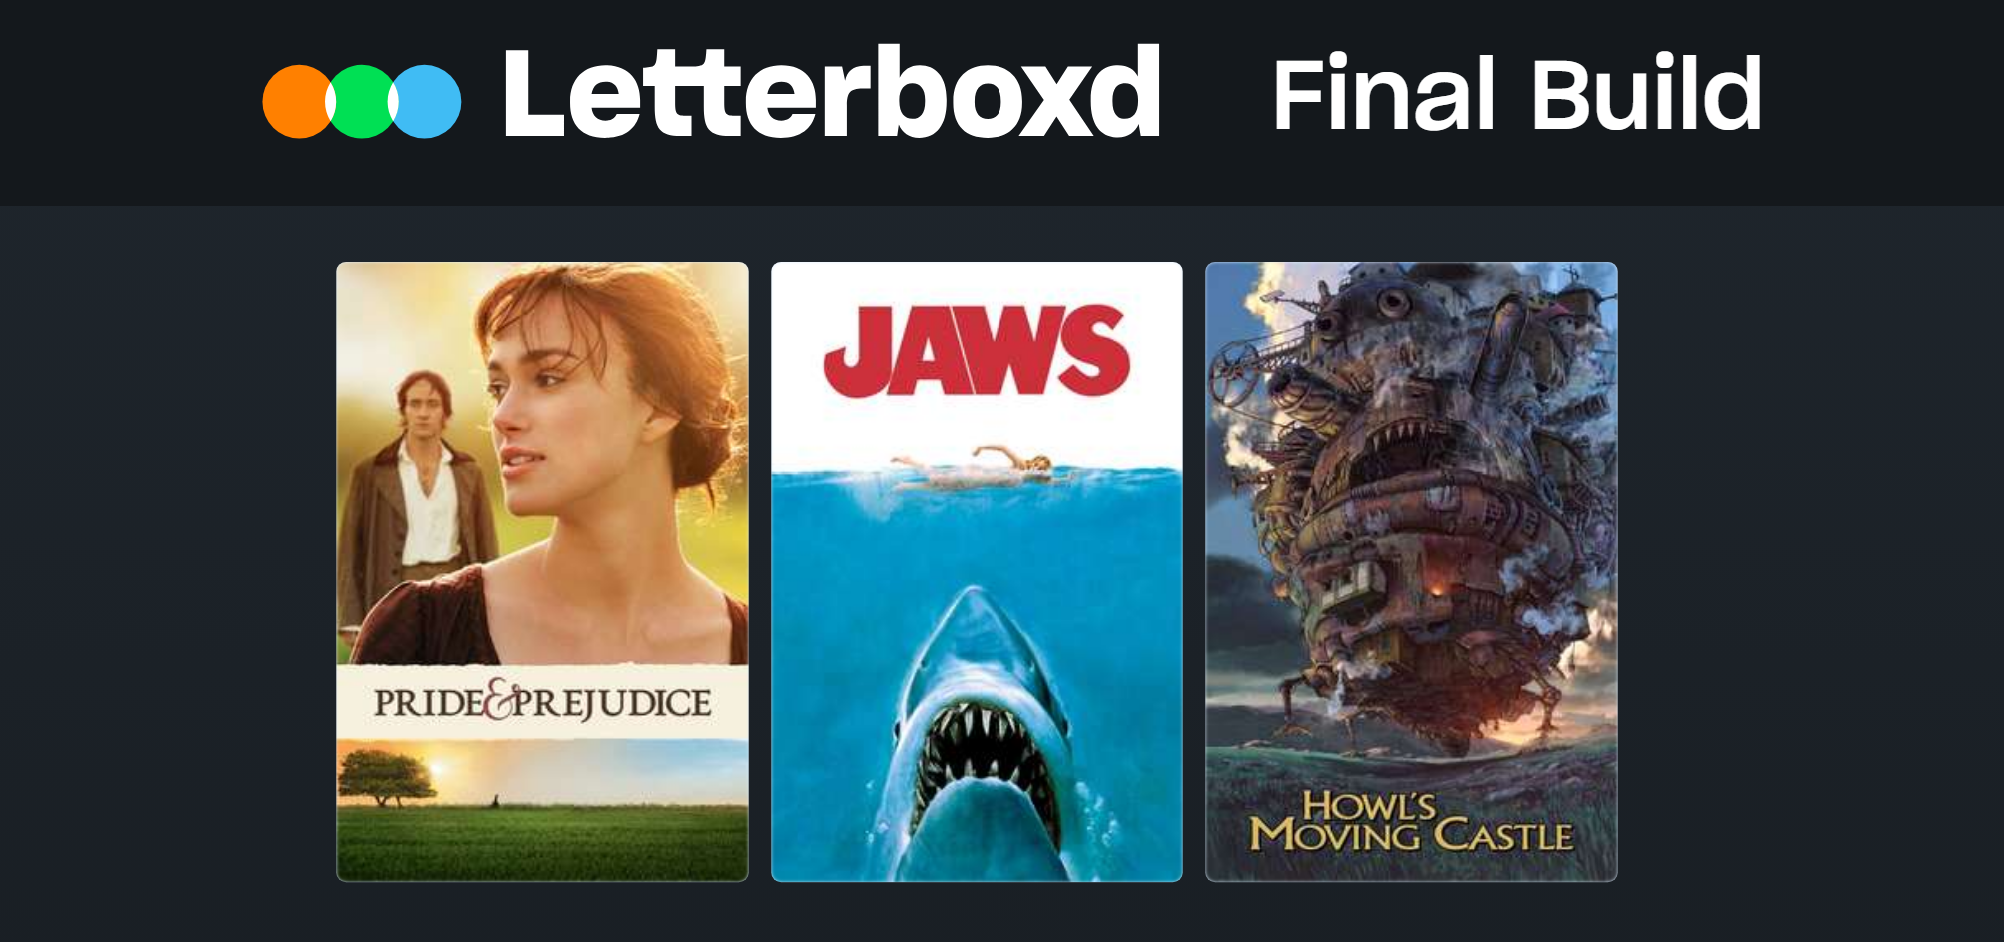 Letterboxd Final Build
PRIDE & PREJUDICE
JAWS
HOWL'S
MOVING CASTLE